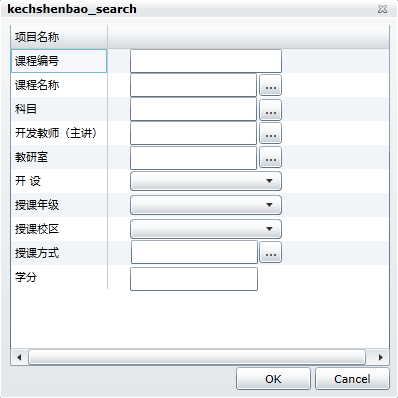 kechshenbao_search
项目名称
课程编号
课程名称
...
科目
...
开发教师（主讲）
...
教研室
...
开 设
授课年级
授课校区
授课方式
...
学分
OK
Cancel